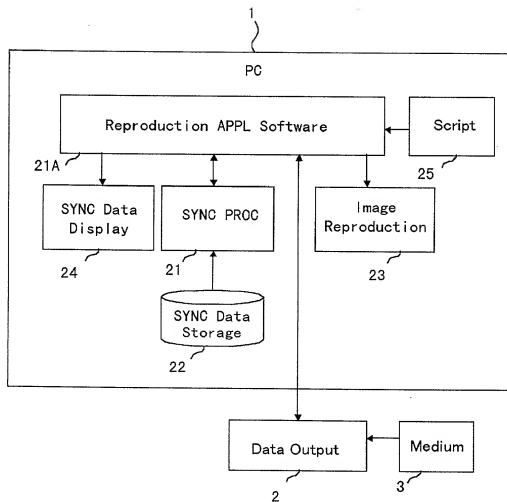 1
PC
Reproduction APPL Software
Script
21A
25
SYNC Data
Display
SYNC PROC
Image
Reproduction
24
21
23
SYNC Data
Storage
22
Data Output
Medium
2
3